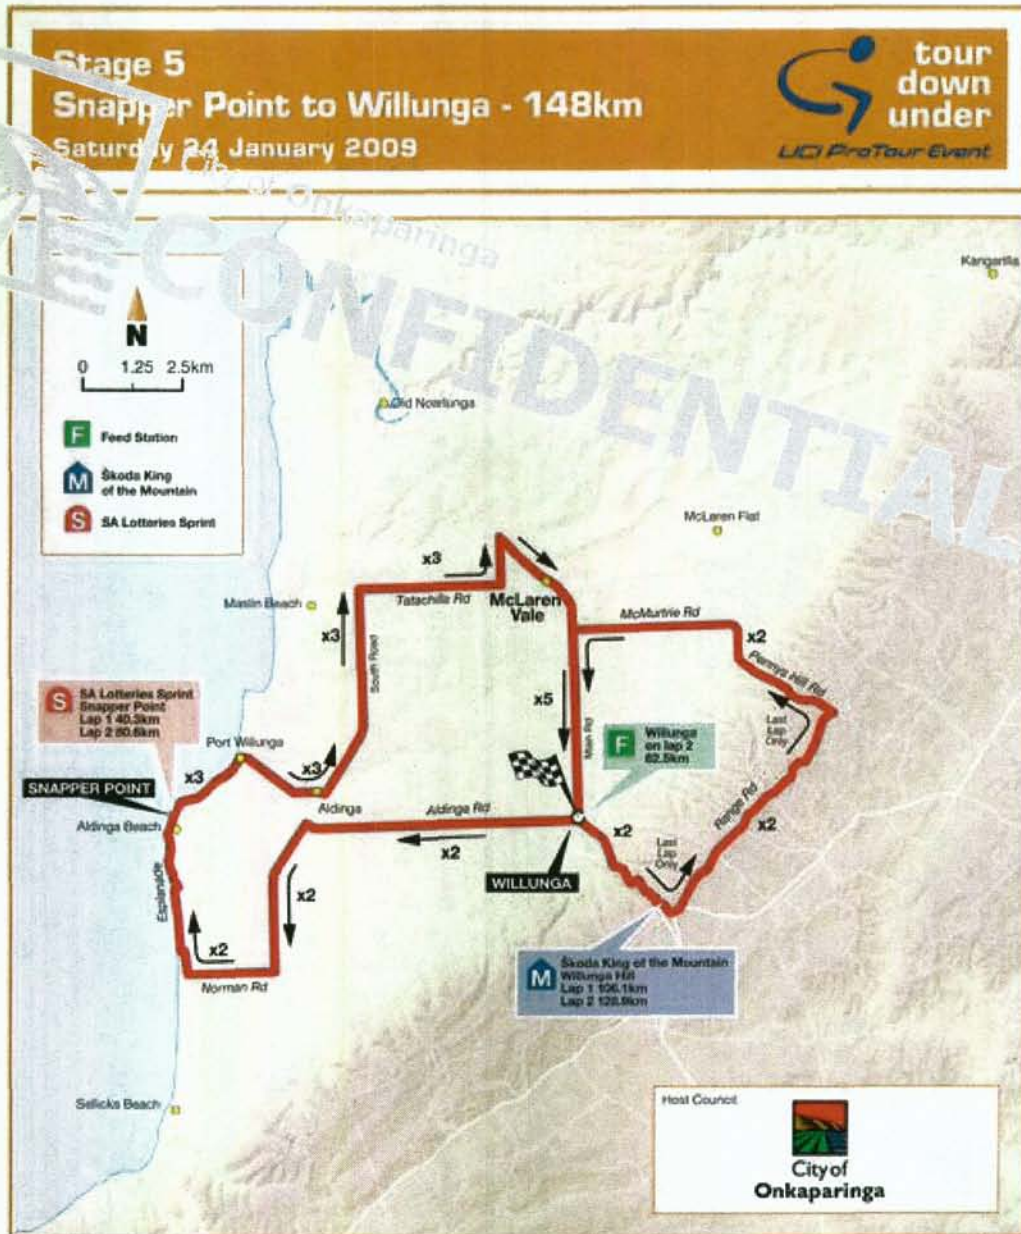 Stage 5
Snapper Point to Willunga - 148km
Saturday 24 January 2009
tour
down
under
UCI ProTour Event
City of Onkaparinga
CONFIDENTIAL
N
0 1.25 2.5km
F Feed Station
M Škoda King
of the Mountain
S SA Lotteries Sprint
Kangarilla
Old Noarlunga
McLaren Flat
Maslin Beach
x3
Tatachilla Rd
McLaren
Vale
x3
South Road
McMurtrie Rd
x2
Pennys Hill Rd
S SA Lotteries Sprint
Snapper Point
Lap 1 40.3km
Lap 2 80.6km
x5
Main Rd
Last
Lap
Only
F Willunga
on lap 2
62.5km
Port Willunga
x3
x3
SNAPPER POINT
Aldinga
Aldinga Rd
Aldinga Beach
x2
x2
Range Rd
x2
Last
Lap
Only
Esplanade
x2
WILLUNGA
x2
Norman Rd
M Škoda King of the Mountain
Willunga Hill
Lap 1 106.1km
Lap 2 128.9km
Sellicks Beach
Host Council:
City of
Onkaparinga